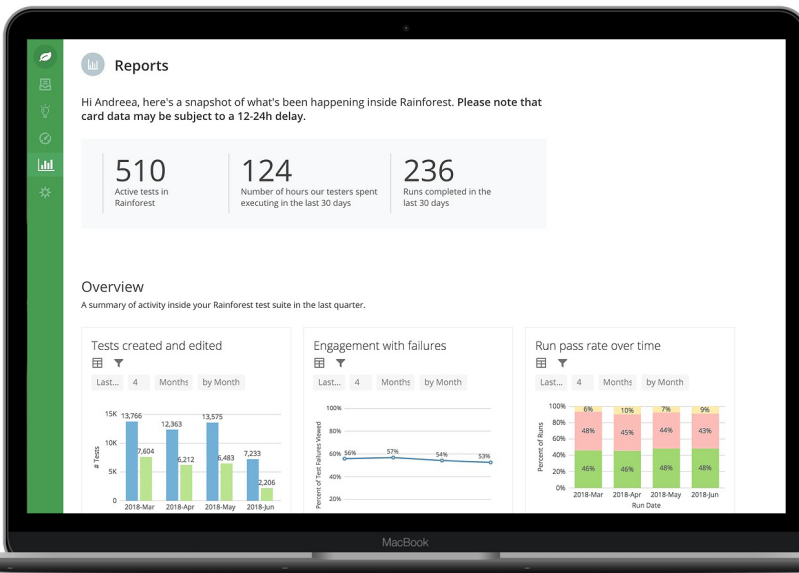 Reports
Hi Andreea, here's a snapshot of what's been happening inside Rainforest. Please note that
card data may be subject to a 12-24h delay.
510
Active tests in
Rainforest
124
Number of hours our testers spent
executing in the last 30 days
236
Runs completed in the
last 30 days
Overview
A summary of activity inside your Rainforest test suite in the last quarter.
Tests created and edited
Last... 4 Months by Month
# Tests
15K
10K
5K
0
13,766
7,604
12,363
6,212
13,575
6,483
7,233
2,206
2018-Mar 2018-Apr 2018-May 2018-Jun
Engagement with failures
Last... 4 Months by Month
Percent of Test Failures Viewed
100%
80%
60%
40%
20%
56% 57% 54% 53%
Run pass rate over time
Last... 4 Months by Month
Percent of Runs
100%
80%
60%
40%
20%
0%
6% 10% 7% 9%
48% 45% 44% 43%
46% 46% 48% 48%
2018-Mar 2018-Apr 2018-May 2018-Jun
Run Date
MacBook